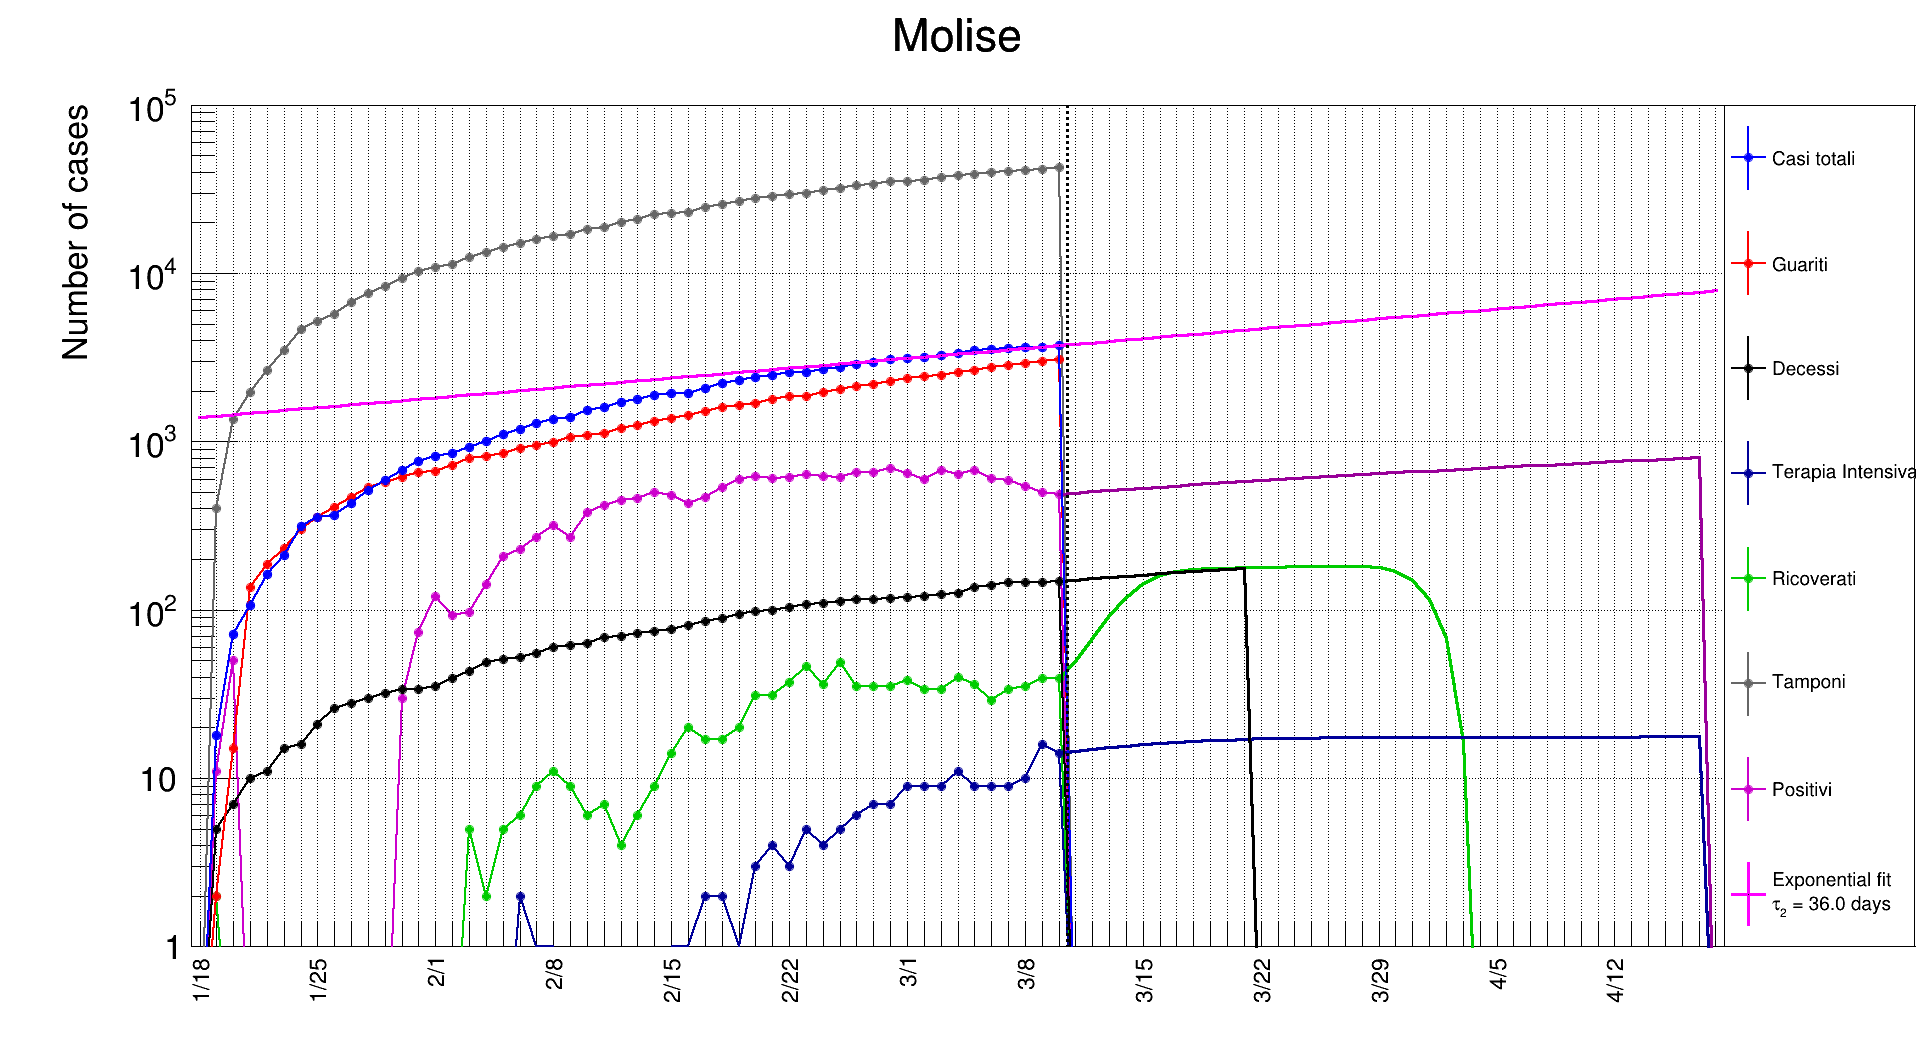 Molise
Number of cases
10^5
10^4
10^3
10^2
10
1
1/18
1/25
2/1
2/8
2/15
2/22
3/1
3/8
3/15
3/22
3/29
4/5
4/12
Casi totali
Guariti
Decessi
Terapia Intensiva
Ricoverati
Tamponi
Positivi
Exponential fit
τ_2 = 36.0 days